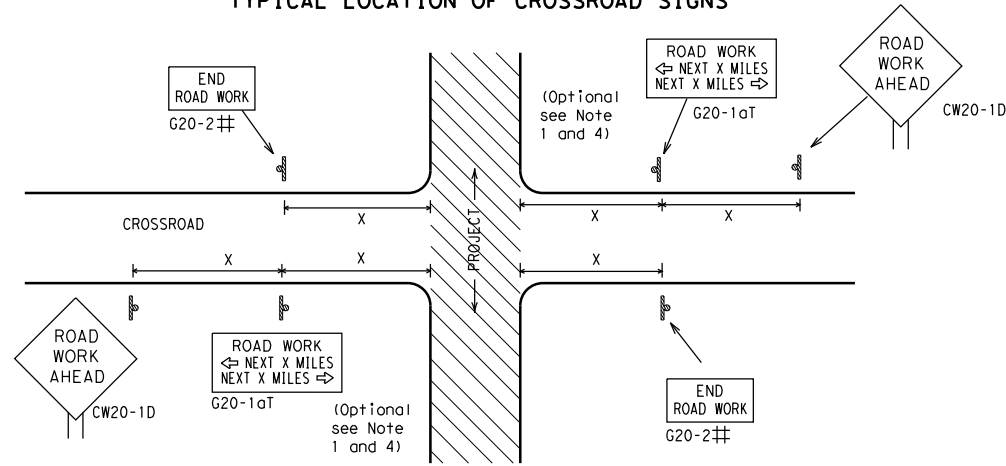 TYPICAL LOCATION OF CROSSROAD SIGNS
END
ROAD WORK
G20-2#
ROAD WORK
⇦ NEXT X MILES
NEXT X MILES ⇨
G20-1aT
(Optional
see Note
1 and 4)
ROAD
WORK
AHEAD
CW20-1D
X
X
X
CROSSROAD
PROJECT
X
X
X
ROAD
WORK
AHEAD
CW20-1D
ROAD WORK
⇦ NEXT X MILES
NEXT X MILES ⇨
G20-1aT
(Optional
see Note
1 and 4)
END
ROAD WORK
G20-2#